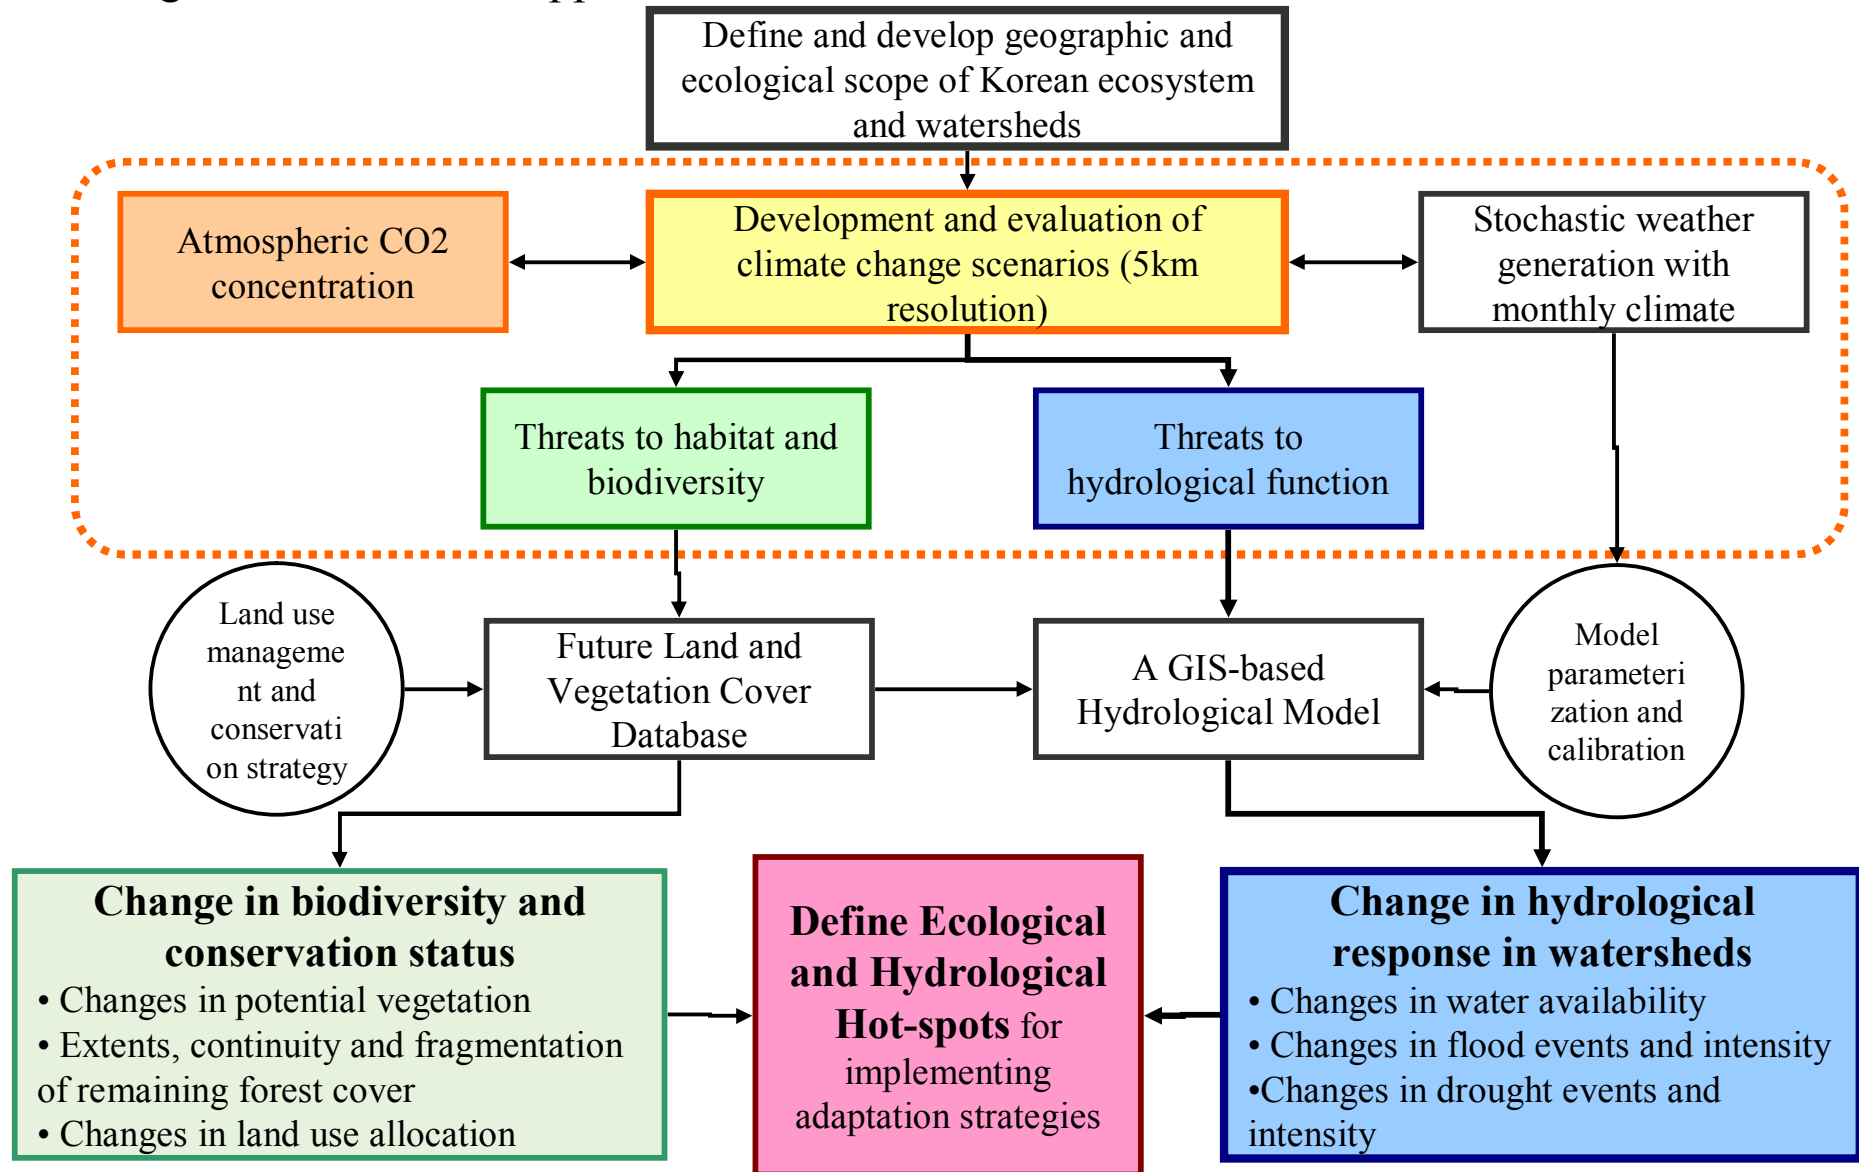 Define and develop geographic and
ecological scope of Korean ecosystem
and watersheds
Atmospheric CO2
concentration
Development and evaluation of
climate change scenarios (5km
resolution)
Stochastic weather
generation with
monthly climate
Threats to habitat and
biodiversity
Threats to
hydrological function
Land use
manageme
nt and
conservati
on strategy
Future Land and
Vegetation Cover
Database
A GIS-based
Hydrological Model
Model
parameteri
zation and
calibration
Change in biodiversity and
conservation status
• Changes in potential vegetation
• Extents, continuity and fragmentation
of remaining forest cover
• Changes in land use allocation
Define Ecological
and Hydrological
Hot-spots for
implementing
adaptation strategies
Change in hydrological
response in watersheds
• Changes in water availability
• Changes in flood events and intensity
•Changes in drought events and
intensity